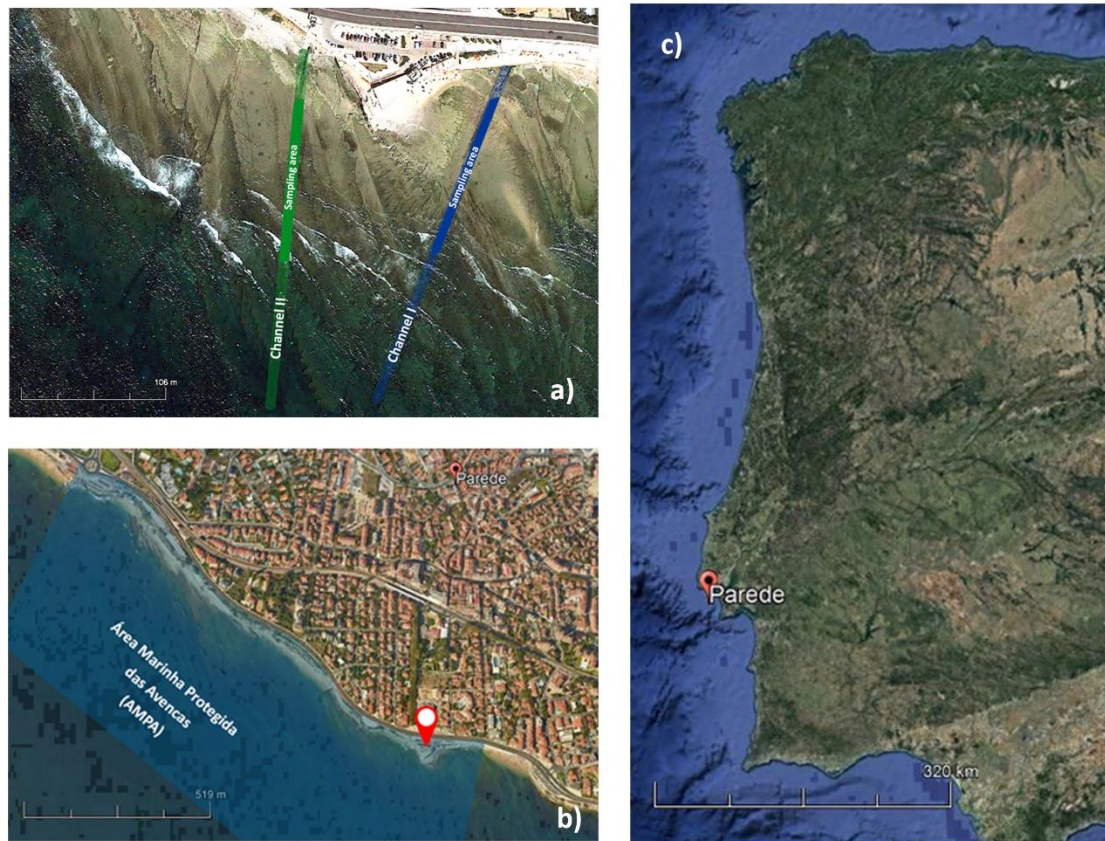 Sampling area
Sampling area
Channel II
Channel I
106 m
a)
Parede
Área Marinha Protegida
das Avencas
(AMPA)
519 m
b)
c)
Parede
320 km